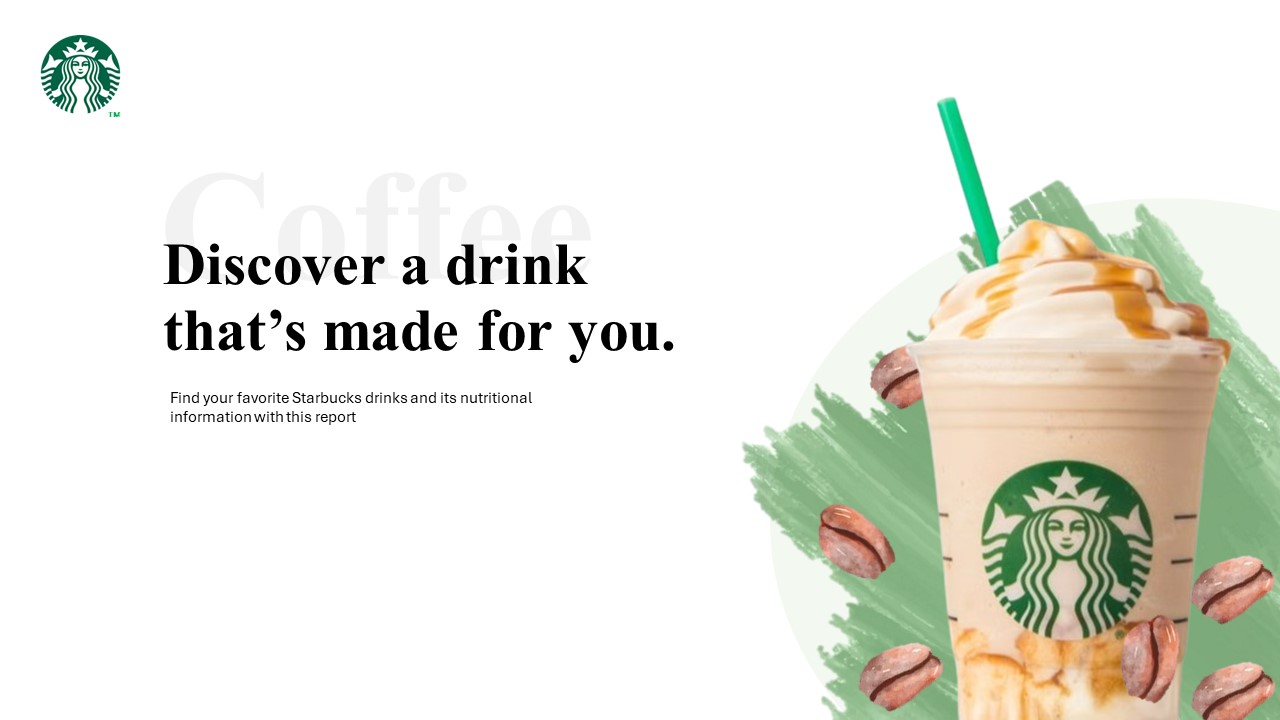 TM
Coffee
Discover a drink
that’s made for you.
Find your favorite Starbucks drinks and its nutritional
information with this report